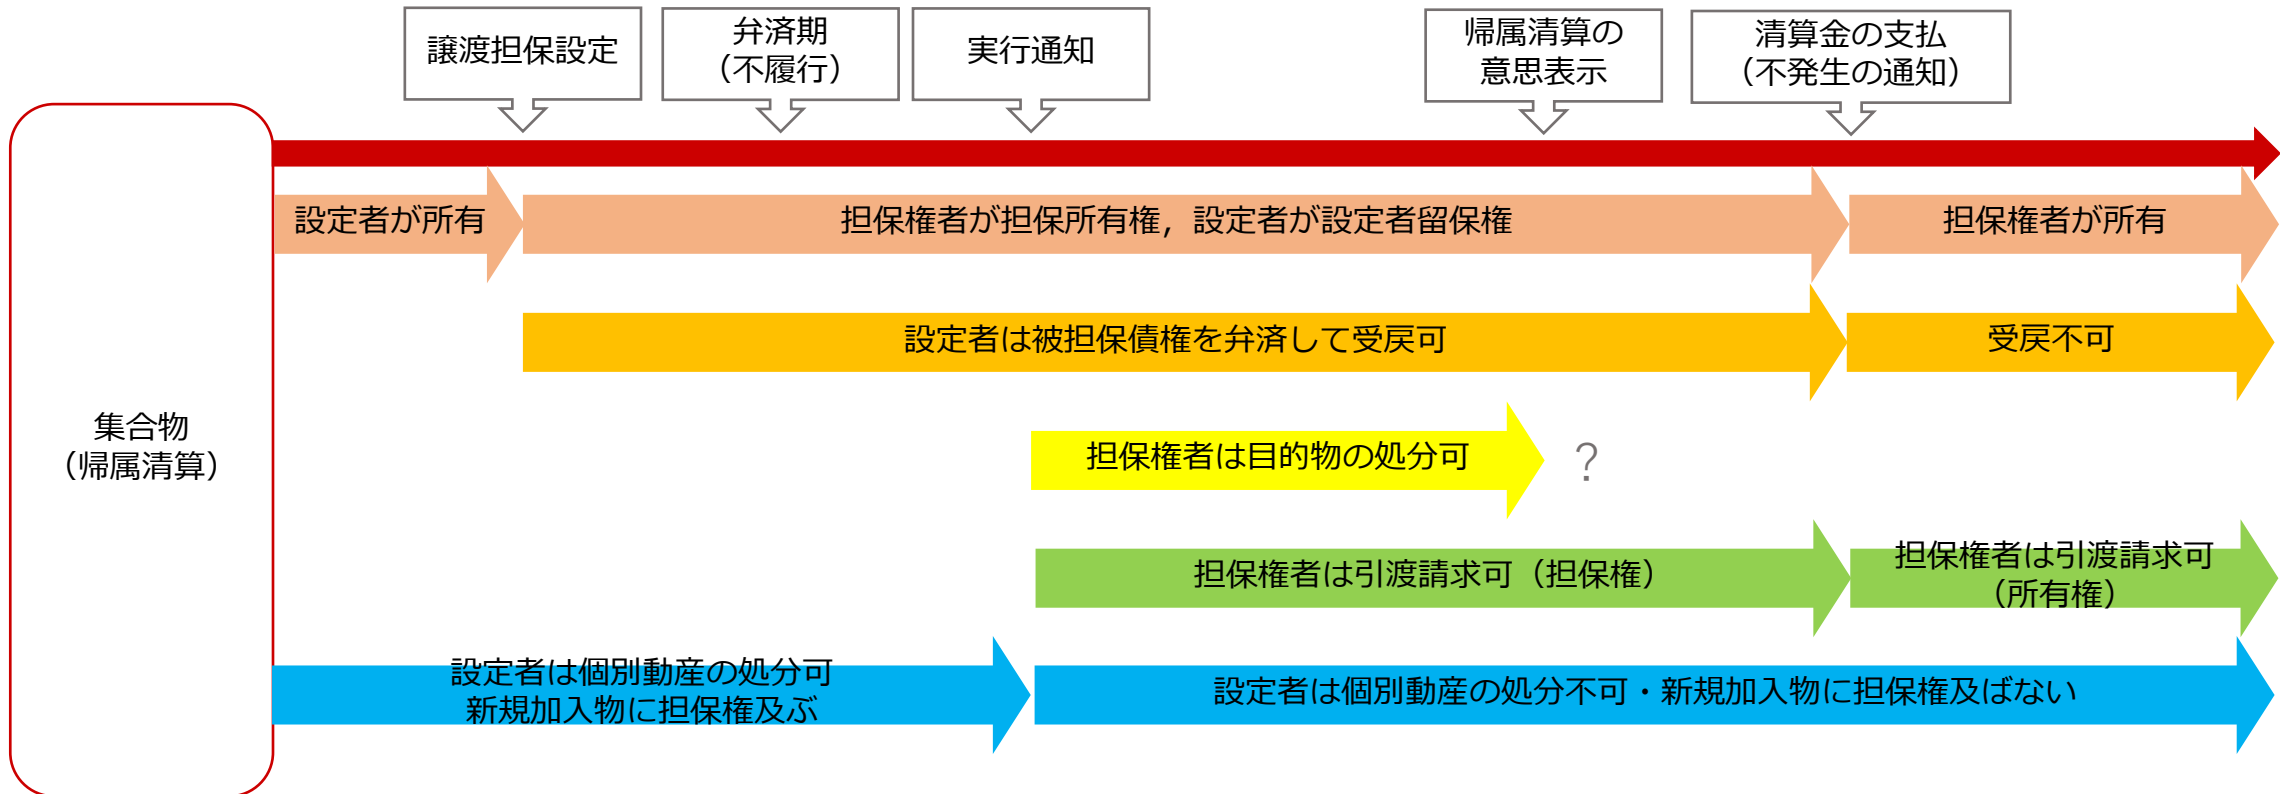 譲渡担保設定
弁済期
（不履行）
実行通知
帰属清算の
意思表示
清算金の支払
（不発生の通知）
設定者が所有
担保権者が担保所有権，設定者が設定者留保権
担保権者が所有
設定者は被担保債権を弁済して受戻可
受戻不可
集合物
（帰属清算）
担保権者は目的物の処分可
？
担保権者は引渡請求可（担保権）
担保権者は引渡請求可
（所有権）
設定者は個別動産の処分可
新規加入物に担保権及ぶ
設定者は個別動産の処分不可・新規加入物に担保権及ばない